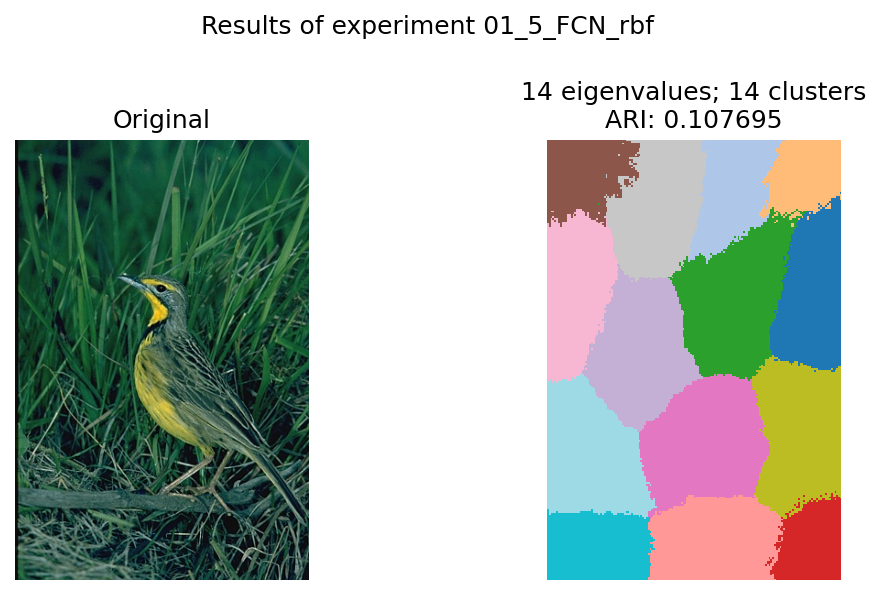 Results of experiment 01_5_FCN_rbf
Original
14 eigenvalues; 14 clusters
ARI: 0.107695